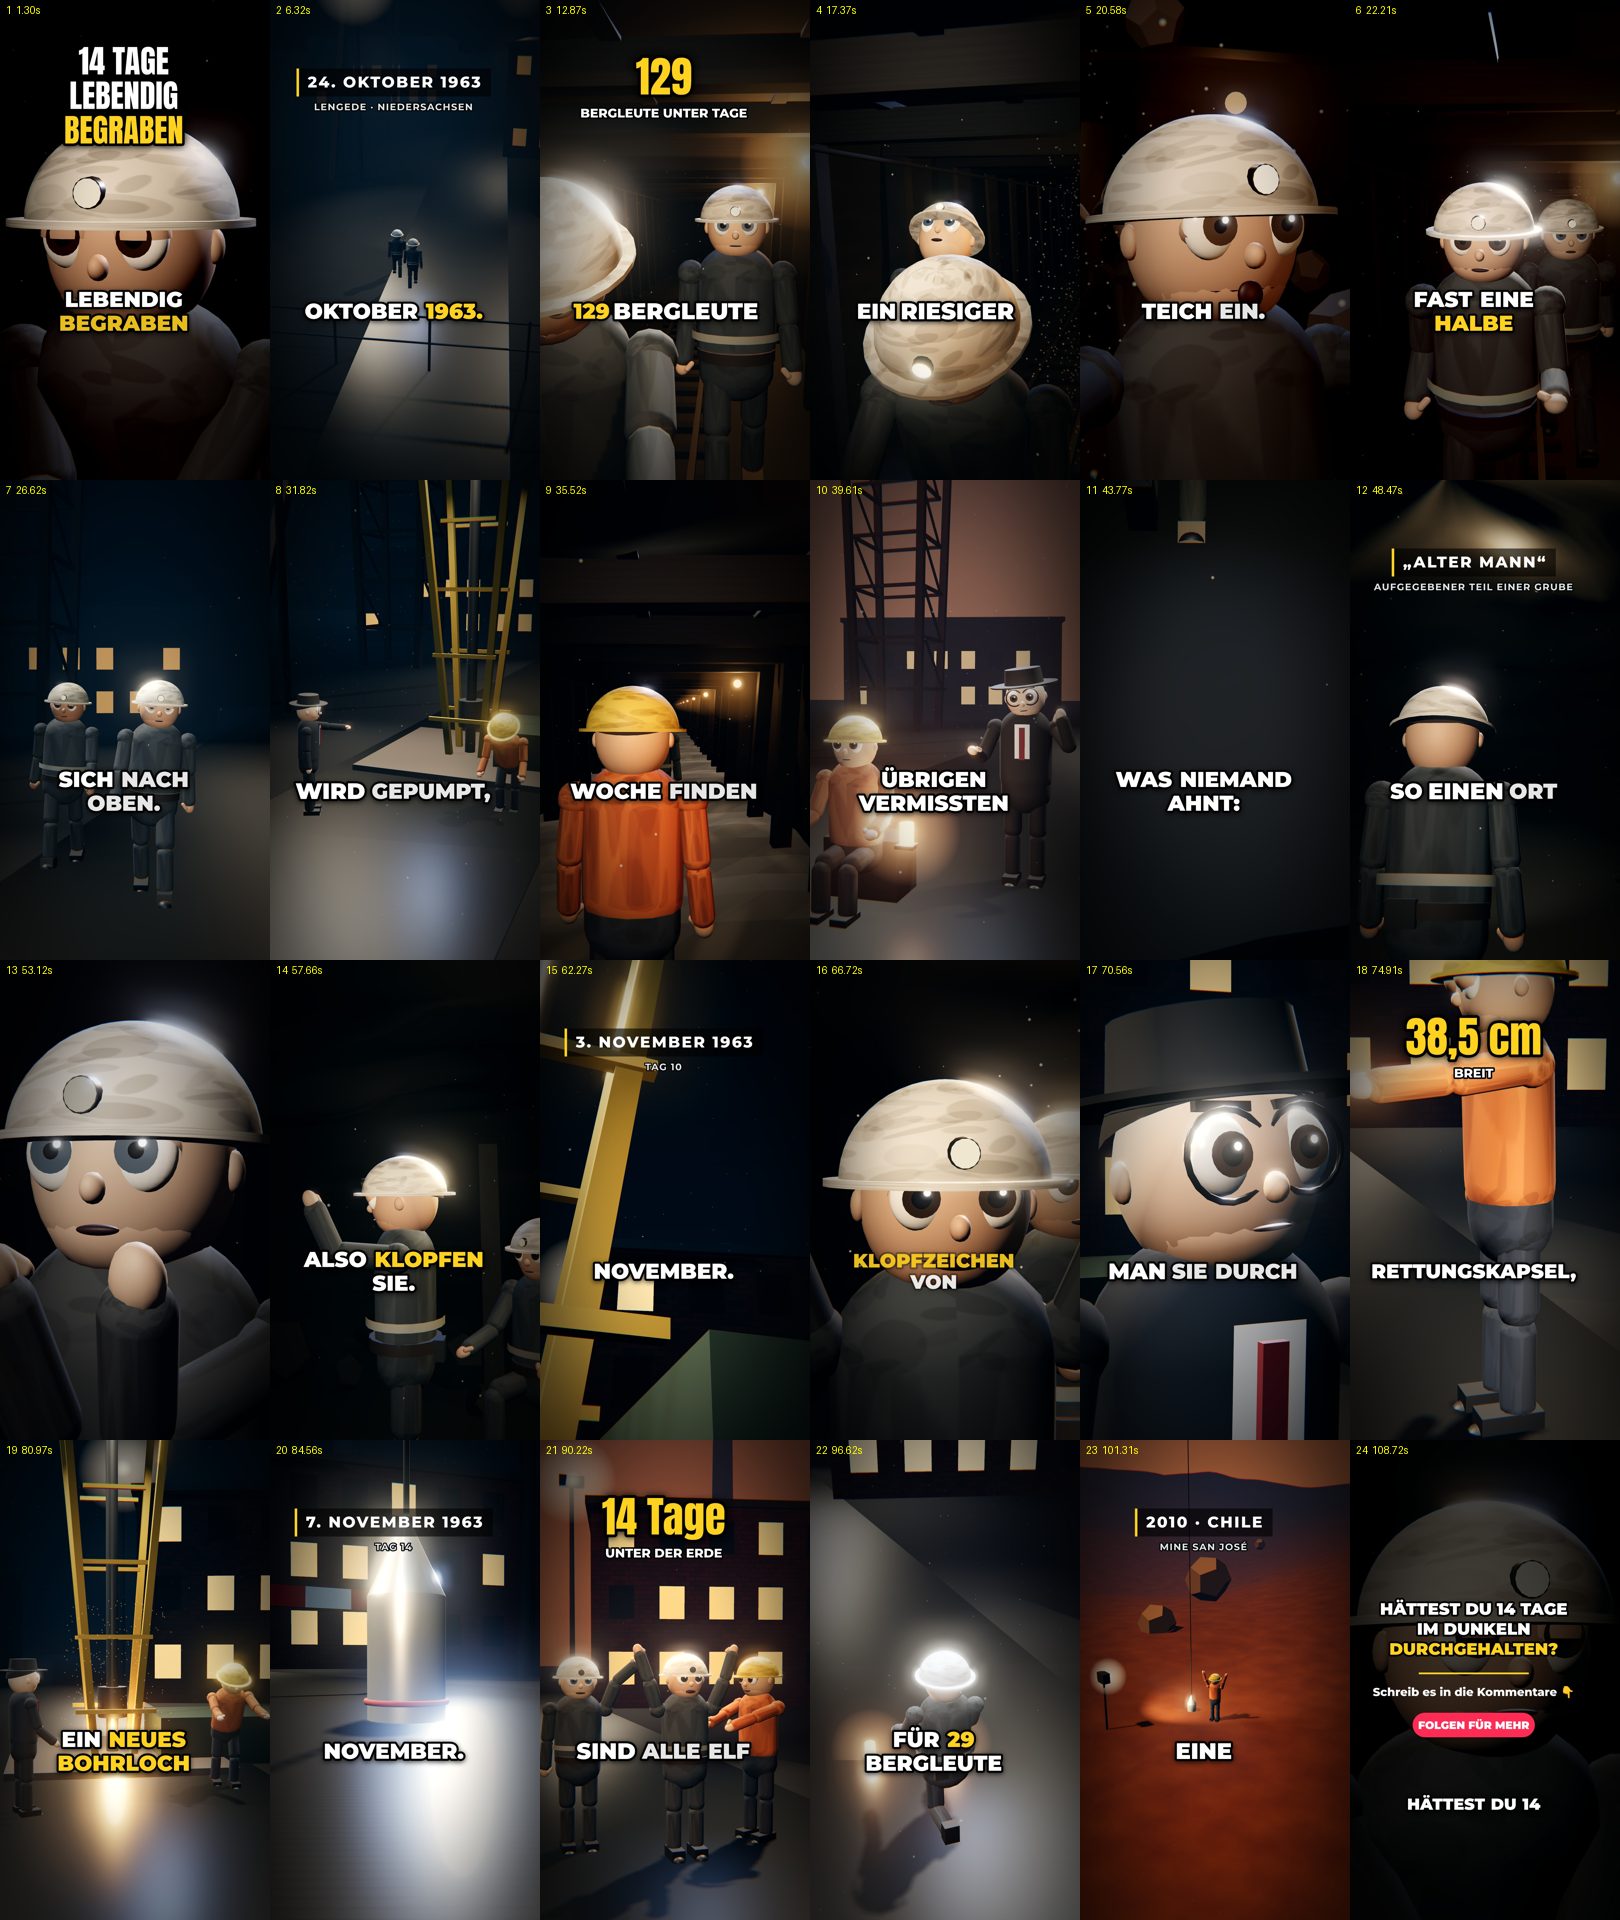 1 1.30s
14 TAGE
LEBENDIG
BEGRABEN
LEBENDIG
BEGRABEN
2 6.32s
24. OKTOBER 1963
LENGEDE · NIEDERSACHSEN
OKTOBER 1963.
3 12.87s
129
BERGLEUTE UNTER TAGE
129 BERGLEUTE
4 17.37s
EIN RIESIGER
5 20.58s
TEICH EIN.
6 22.21s
FAST EINE
HALBE
7 26.62s
SICH NACH
OBEN.
8 31.82s
WIRD GEPUMPT,
9 35.52s
WOCHE FINDEN
10 39.61s
ÜBRIGEN
VERMISSTEN
11 43.77s
WAS NIEMAND
AHNT:
12 48.47s
„ALTER MANN“
AUFGEGEBENER TEIL EINER GRUBE
SO EINEN ORT
13 53.12s
14 57.66s
ALSO KLOPFEN
SIE.
15 62.27s
3. NOVEMBER 1963
TAG 10
NOVEMBER.
16 66.72s
KLOPFZEICHEN
VON
17 70.56s
MAN SIE DURCH
18 74.91s
38,5 cm
BREIT
RETTUNGSKAPSEL,
19 80.97s
EIN NEUES
BOHRLOCH
20 84.56s
7. NOVEMBER 1963
TAG 14
NOVEMBER.
21 90.22s
14 Tage
UNTER DER ERDE
SIND ALLE ELF
22 96.62s
FÜR 29
BERGLEUTE
23 101.31s
2010 · CHILE
MINE SAN JOSÉ
EINE
24 108.72s
HÄTTEST DU 14 TAGE
IM DUNKELN
DURCHGEHALTEN?
Schreib es in die Kommentare 👇
FOLGEN FÜR MEHR
HÄTTEST DU 14